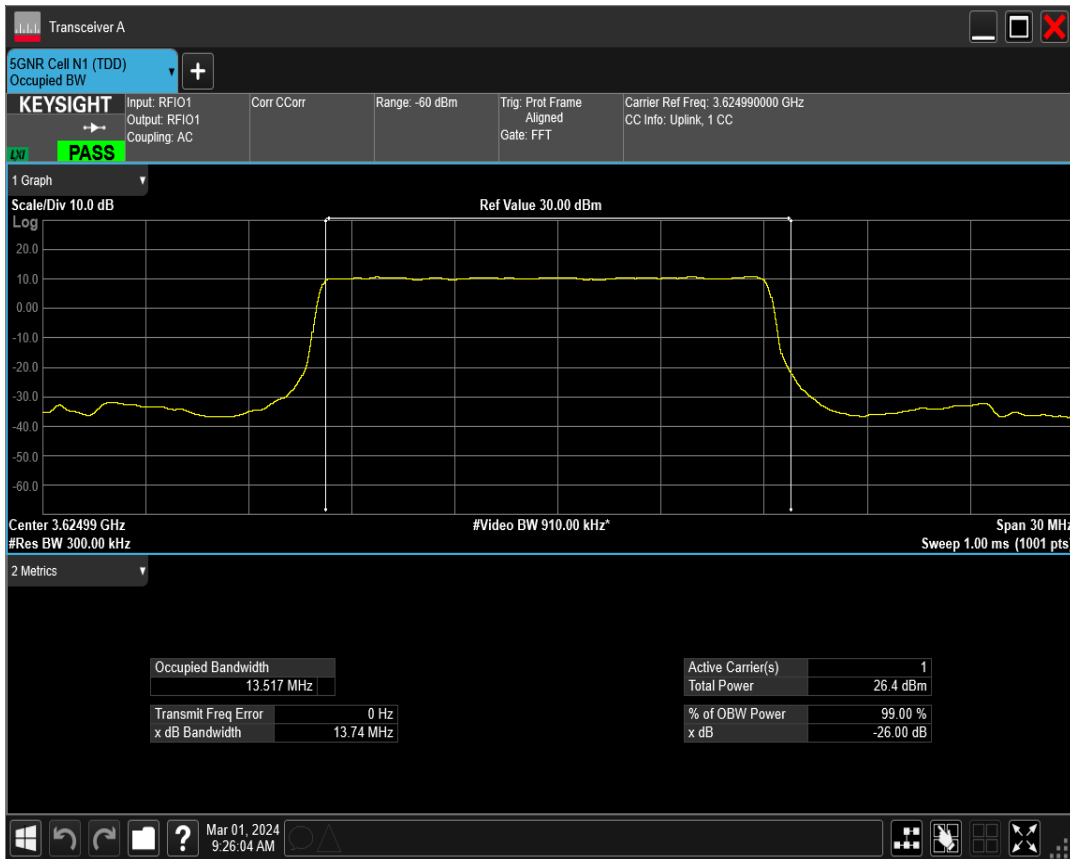 Transceiver A
5GNR Cell N1 (TDD)
Occupied BW
KEYSIGHT
LXI
PASS
Input: RFIO1
Output: RFIO1
Coupling: AC
Corr CCorr
Range: -60 dBm
Trig: Prot Frame
Aligned
Gate: FFT
Carrier Ref Freq: 3.624990000 GHz
CC Info: Uplink, 1 CC
1 Graph
Scale/Div 10.0 dB
Ref Value 30.00 dBm
Log
20.0
10.0
0.00
-10.0
-20.0
-30.0
-40.0
-50.0
-60.0
Center 3.62499 GHz
#Video BW 910.00 kHz*
Span 30 MHz
#Res BW 300.00 kHz
Sweep 1.00 ms (1001 pts)
2 Metrics
Occupied Bandwidth
13.517 MHz
Transmit Freq Error 0 Hz
x dB Bandwidth 13.74 MHz
Active Carrier(s) 1
Total Power 26.4 dBm
% of OBW Power 99.00 %
x dB -26.00 dB
Mar 01, 2024
9:26:04 AM